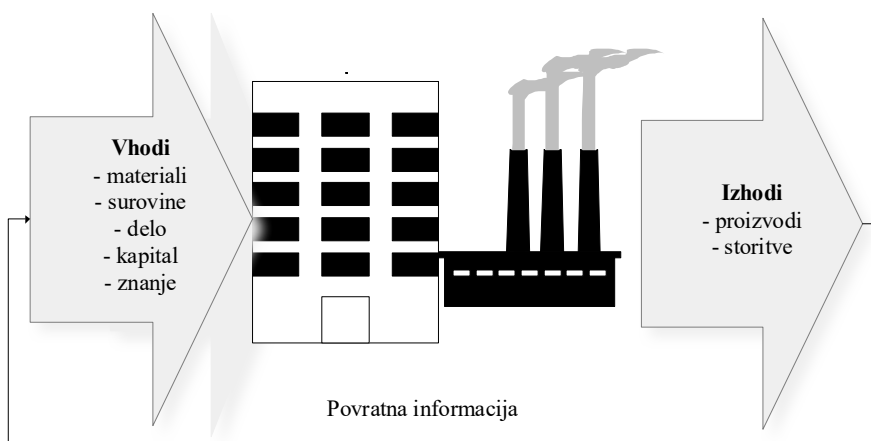 Vhodi
- materiali
- surovine
- delo
- kapital
- znanje
Izhodi
- proizvodi
- storitve
Povratna informacija